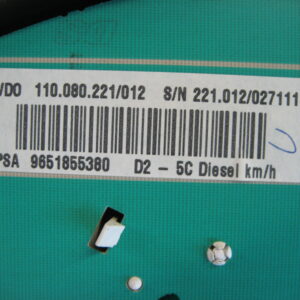 VDO 110.080.221/012 S/N 221.012/027111
PSA 9651855380 D2 - 5C Diesel km/h